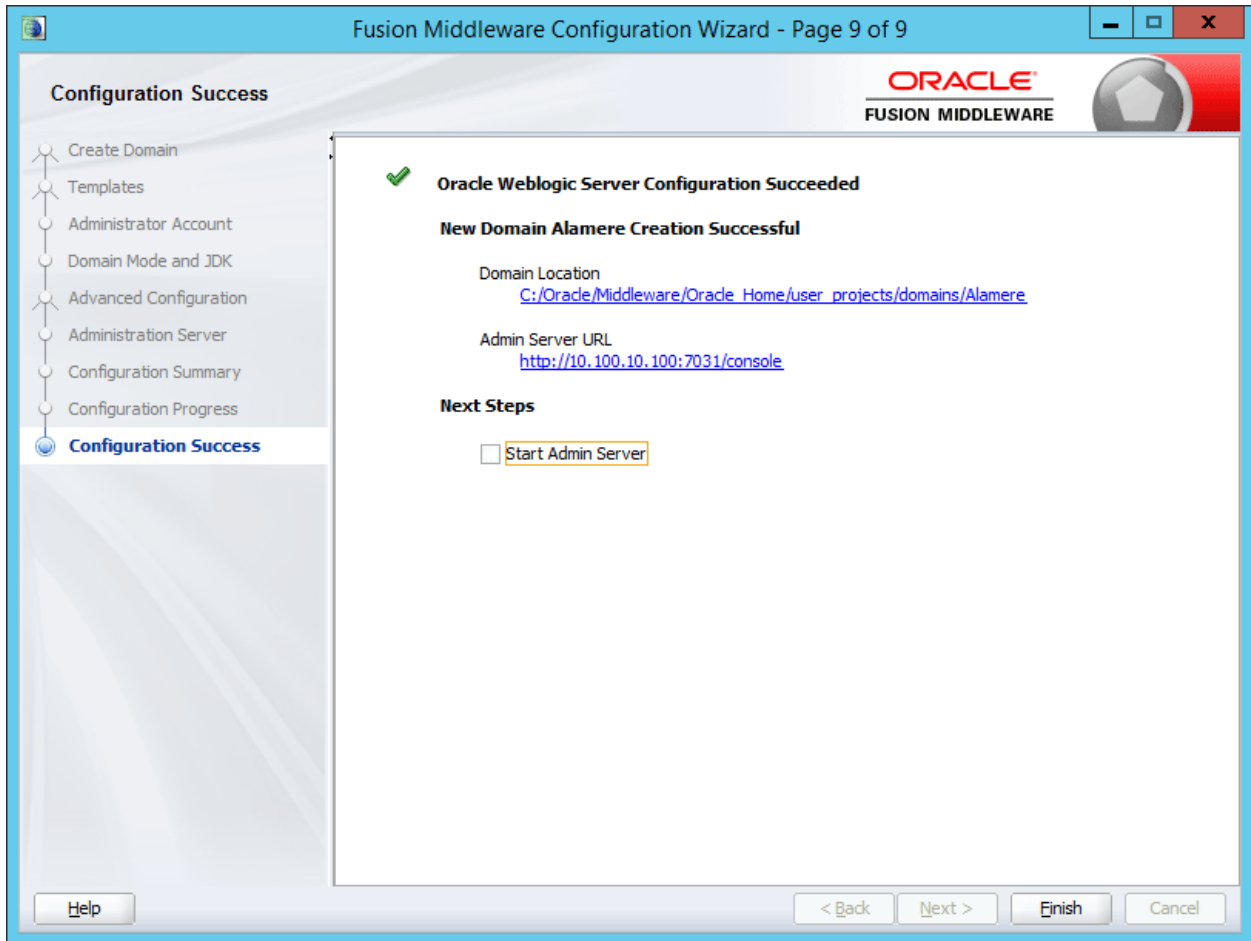 Fusion Middleware Configuration Wizard - Page 9 of 9
Configuration Success
ORACLE
FUSION MIDDLEWARE
Create Domain
Templates
Administrator Account
Domain Mode and JDK
Advanced Configuration
Administration Server
Configuration Summary
Configuration Progress
Configuration Success
Oracle Weblogic Server Configuration Succeeded
New Domain Alamere Creation Successful
Domain Location
C:/Oracle/Middleware/Oracle_Home/user_projects/domains/Alamere
Admin Server URL
http://10.100.10.100:7031/console
Next Steps
Start Admin Server
Help
< Back
Next >
Finish
Cancel